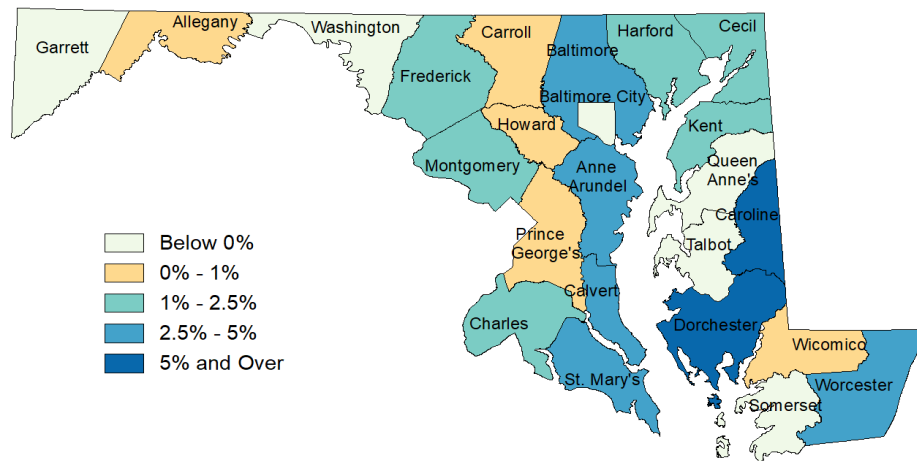 Garrett
Allegany
Washington
Frederick
Carroll
Baltimore
Harford
Cecil
Baltimore City
Howard
Kent
Montgomery
Anne
Arundel
Queen
Anne's
Caroline
Talbot
Prince
George's
Calvert
Charles
St. Mary's
Dorchester
Wicomico
Worcester
Somerset
Below 0%
0% - 1%
1% - 2.5%
2.5% - 5%
5% and Over